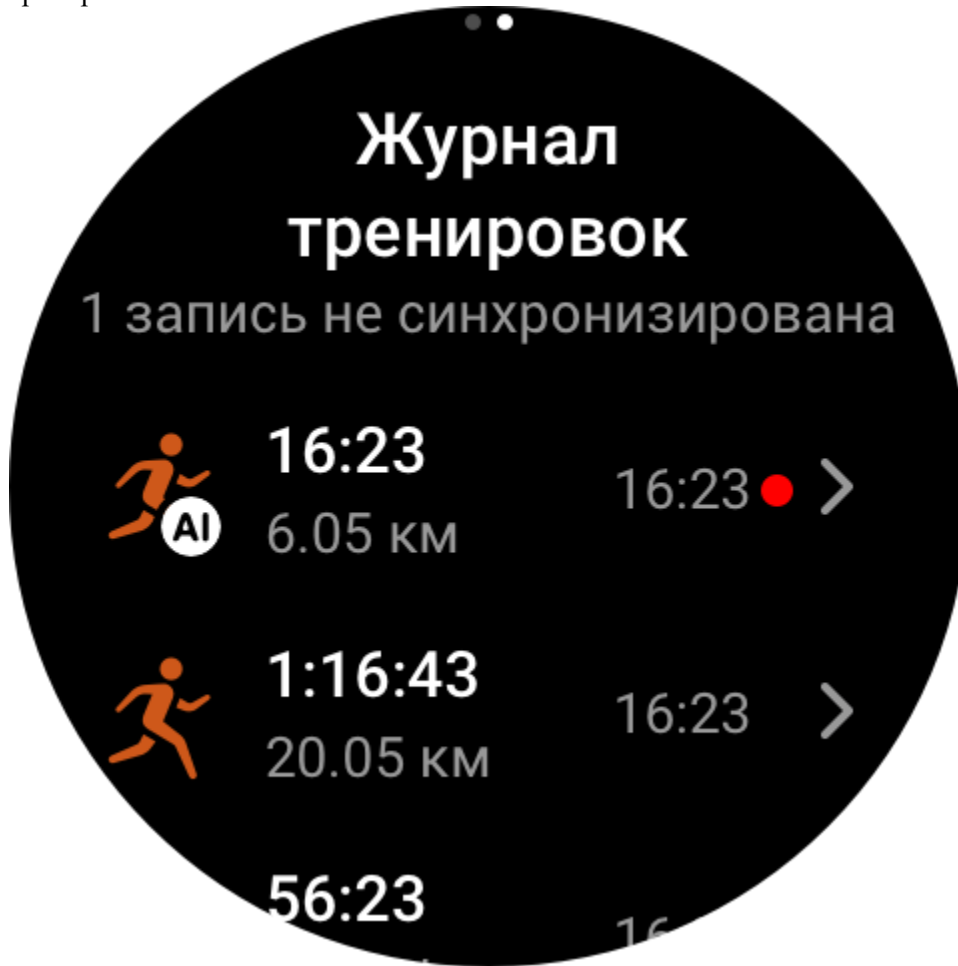 Журнал
тренировок
1 запись не синхронизирована
16:23
6.05 км
16:23
AI
1:16:43
20.05 км
16:23
56:23